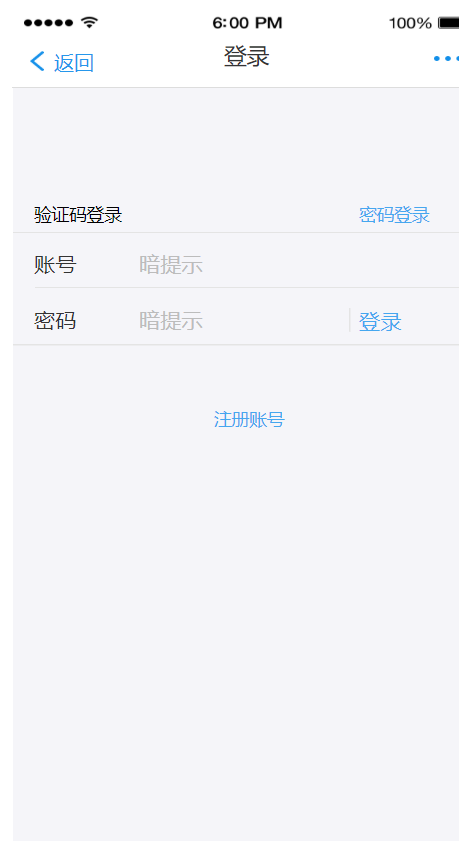 6:00 PM 100%
返回 登录
验证码登录 密码登录
账号 暗提示
密码 暗提示 登录
注册账号